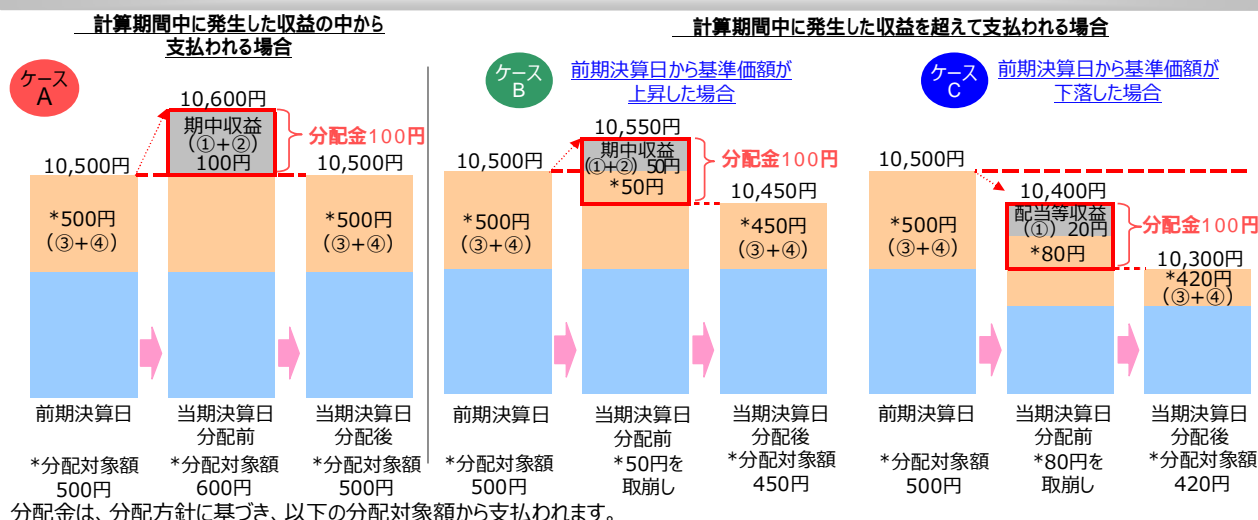 計算期間中に発生した収益の中から
支払われる場合
計算期間中に発生した収益を超えて支払われる場合
ケース
A
10,600円
期中収益
(①+②)
100円
分配金100円
10,500円
10,500円
*500円
(③+④)
*500円
(③+④)
前期決算日
当期決算日
分配前
当期決算日
分配後
*分配対象額
500円
*分配対象額
600円
*分配対象額
500円
ケース
B
前期決算日から基準価額が
上昇した場合
10,550円
期中収益
(①+②) 50円
*50円
分配金100円
10,500円
10,450円
*500円
(③+④)
*450円
(③+④)
前期決算日
当期決算日
分配前
当期決算日
分配後
*分配対象額
500円
*50円を
取崩し
*分配対象額
450円
ケース
C
前期決算日から基準価額が
下落した場合
10,500円
10,400円
配当等収益
(①) 20円
*80円
分配金100円
10,300円
*500円
(③+④)
*420円
(③+④)
前期決算日
当期決算日
分配前
当期決算日
分配後
*分配対象額
500円
*80円を
取崩し
*分配対象額
420円
分配金は、分配方針に基づき、以下の分配対象額から支払われます。